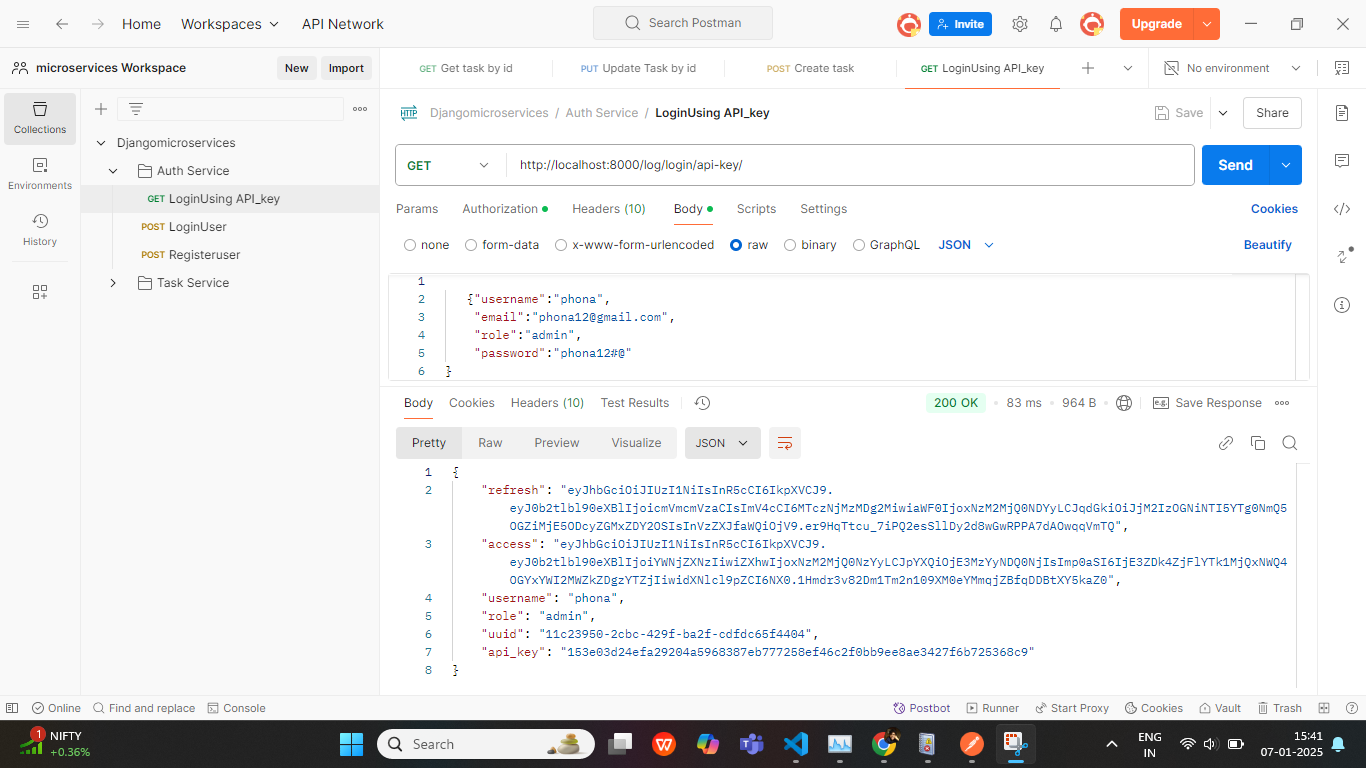 Home Workspaces API Network Search Postman Invite Upgrade
microservices Workspace New Import GET Get task by id PUT Update Task by id POST Create task GET LoginUsing API_key No environment
Collections
Environments
History
Djangomicroservices
Auth Service
GET LoginUsing API_key
POST LoginUser
POST Registeruser
Task Service
HTTP Djangomicroservices / Auth Service / LoginUsing API_key Save Share
GET http://localhost:8000/log/login/api-key/ Send
Params Authorization Headers (10) Body Scripts Settings Cookies
none form-data x-www-form-urlencoded raw binary GraphQL JSON Beautify
1
2 {"username":"phona",
3 "email":"phona12@gmail.com",
4 "role":"admin",
5 "password":"phona12#@"
6 }
Body Cookies Headers (10) Test Results 200 OK 83 ms 964 B e.g. Save Response
Pretty Raw Preview Visualize JSON
1 {
2 "refresh": "eyJhbGciOiJIUzI1NiIsInR5cCI6IkpXVCJ9.
eyJ0b2tlbl90eXBlIjoicmVmcmVzaCIsImV4cCI6MTczNjMzMDg2MiwiaWF0IjoxNzM2MjQ0NDYyLCJqdGkiOiJjM2IzOGNiNTI5YTg0NmQ5
OGZiMjE5ODcyZGMxZDY2OSIsInVzZXJfaWQiOjV9.er9HqTtcu_7iPQ2esSllDy2d8wGwRPPA7dAOwqqVmTQ",
3 "access": "eyJhbGciOiJIUzI1NiIsInR5cCI6IkpXVCJ9.
eyJ0b2tlbl90eXBlIjoiYWNjZXNzIiwiZXhwIjoxNzM2MjQ0NzYyLCJpYXQiOjE3MzYyNDQ0NjIsImp0aSI6IjE3ZDk4ZjFlYTk1MjQxNWQ4
OGYxYWI2MWZkZDgzYTZjIiwidXNlcl9pZCI6NX0.1Hmdr3v82Dm1Tm2n109XM0eYMmqjZBfqDDBtXY5kaZ0",
4 "username": "phona",
5 "role": "admin",
6 "uuid": "11c23950-2cbc-429f-ba2f-cdfdc65f4404",
7 "api_key": "153e03d24efa29204a5968387eb777258ef46c2f0bb9ee8ae3427f6b725368c9"
8 }
Online Find and replace Console Postbot Runner Start Proxy Cookies Vault Trash
1 NIFTY
+0.36%
Search
ENG
IN
15:41
07-01-2025